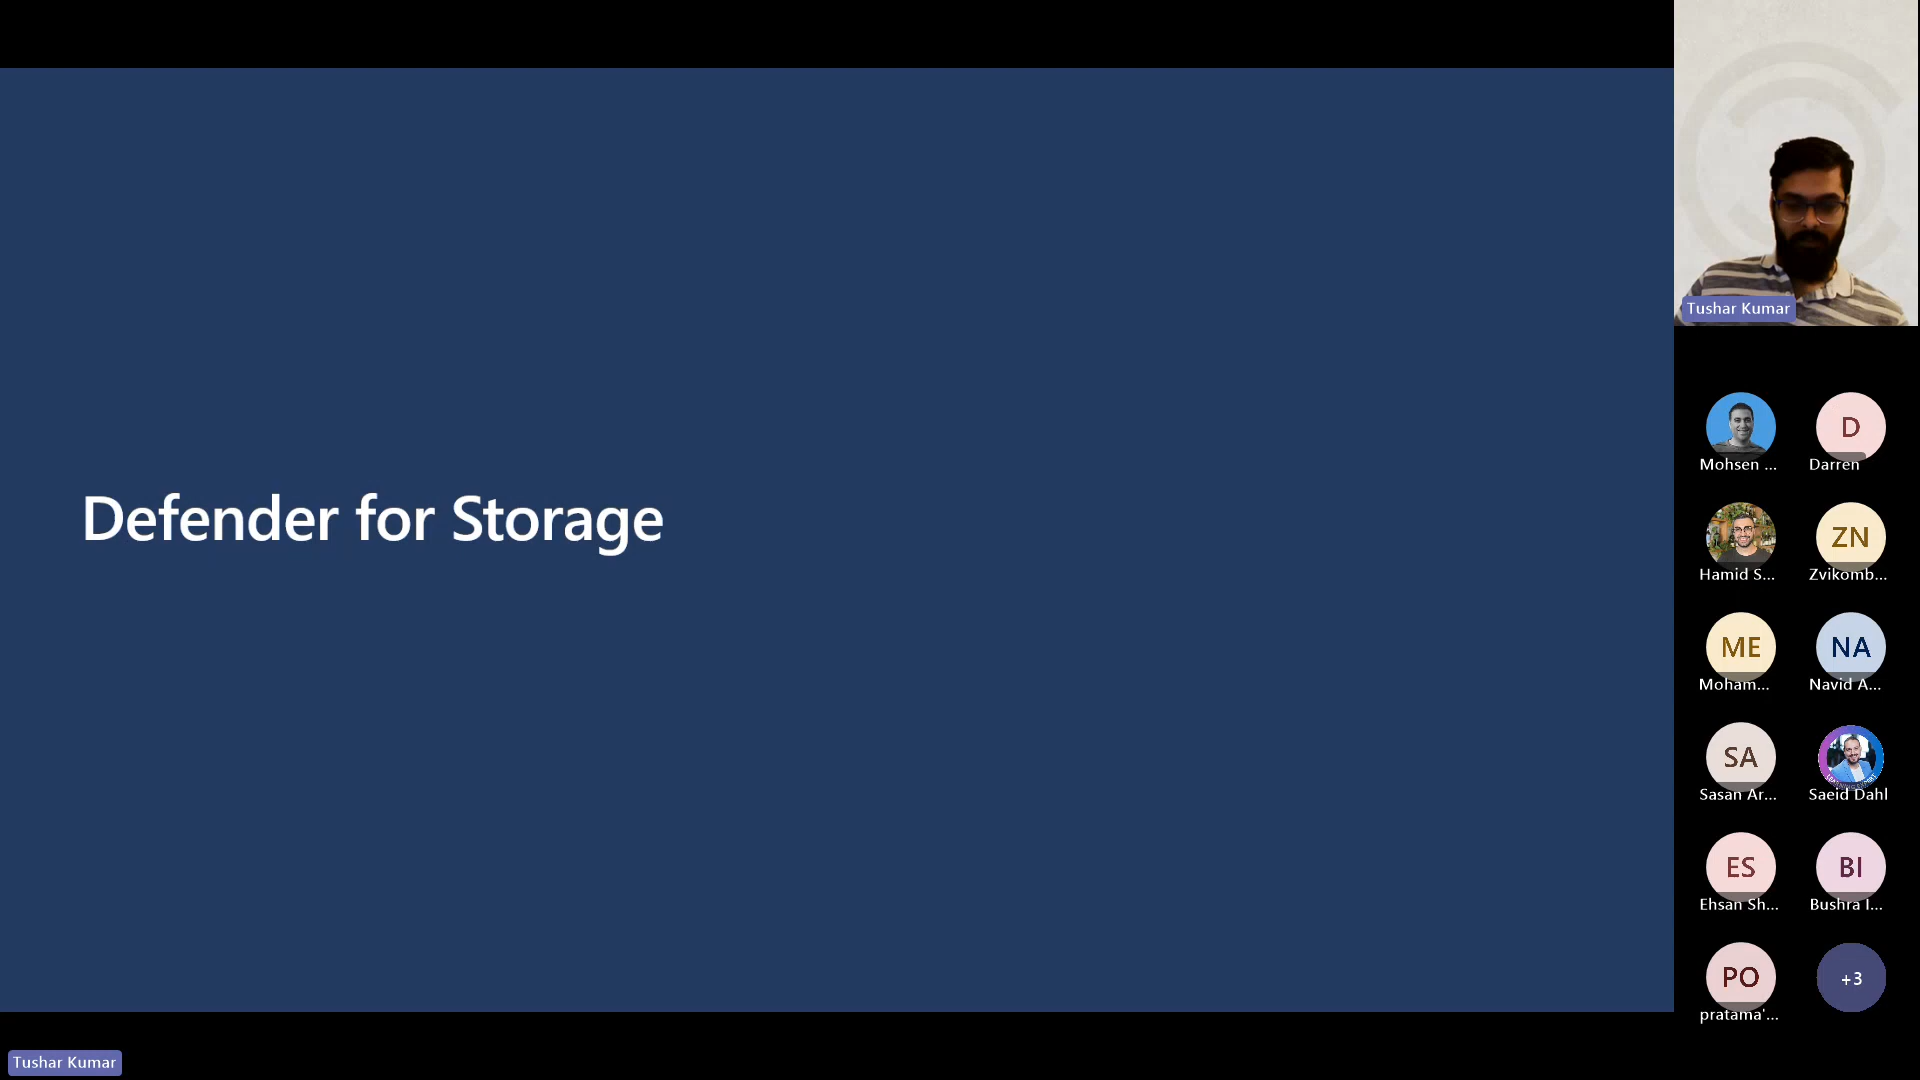 Defender for Storage
Tushar Kumar
Mohsen ...
D
Darren
Hamid S...
ZN
Zvikomb...
ME
Moham...
NA
Navid A...
SA
Sasan Ar...
Saeid Dahl
ES
Ehsan Sh...
BI
Bushra I...
PO
pratama'...
+3
Tushar Kumar